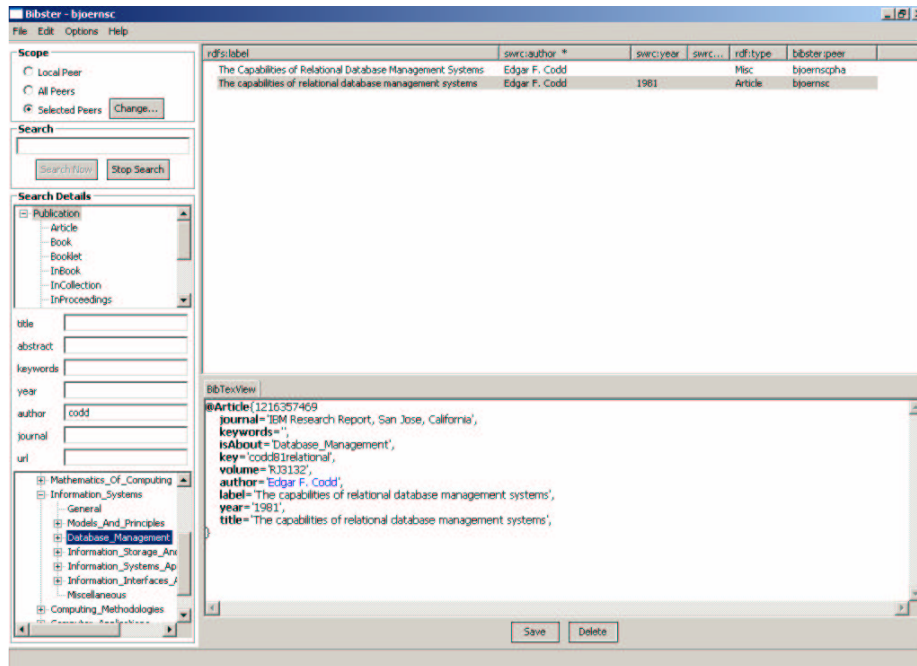 Bibster - bjoernsc
File Edit Options Help
Scope
Local Peer
All Peers
Selected Peers Change...
Search
Search Now Stop Search
Search Details
Publication
Article
Book
Booklet
InBook
InCollection
InProceedings
title
abstract
keywords
year
author codd
journal
url
Mathematics_Of_Computing
Information_Systems
General
Models_And_Principles
Database_Management
Information_Storage_And
Information_Systems_Ap
Information_Interfaces_A
Miscellaneous
Computing_Methodologies
Computer_Applications
rdfs:label swrc:author * swrc:year swrc... rdf:type bibster:peer
The Capabilities of Relational Database Management Systems Edgar F. Codd Misc bjoernscpha
The capabilities of relational database management systems Edgar F. Codd 1981 Article bjoernsc
BibTexView
@Article{1216357469
journal='IBM Research Report, San Jose, California',
keywords='',
isAbout='Database_Management',
key='codd81relational',
volume='RJ3132',
author='Edgar F. Codd',
label='The capabilities of relational database management systems',
year='1981',
title='The capabilities of relational database management systems',
}
Save Delete